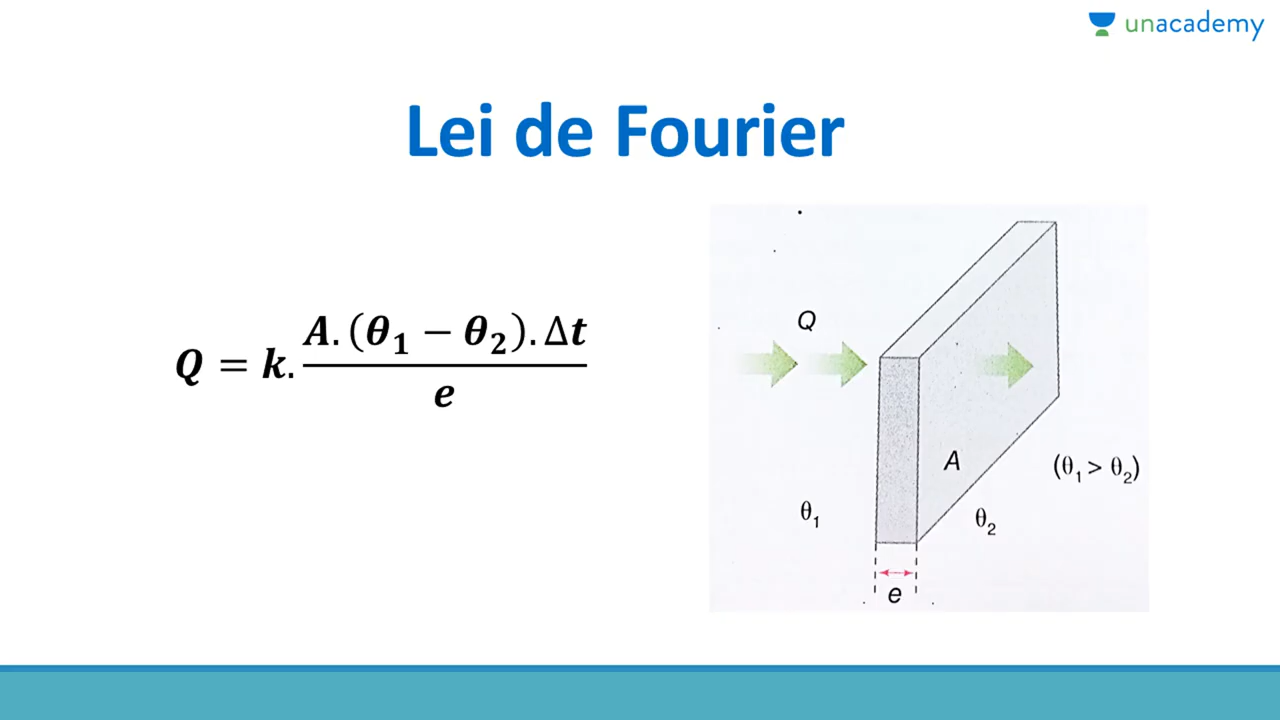 unacademy
Lei de Fourier
Q = k. A. (θ₁ − θ₂). Δt / e
Q
A
(θ₁ > θ₂)
θ₁
θ₂
e